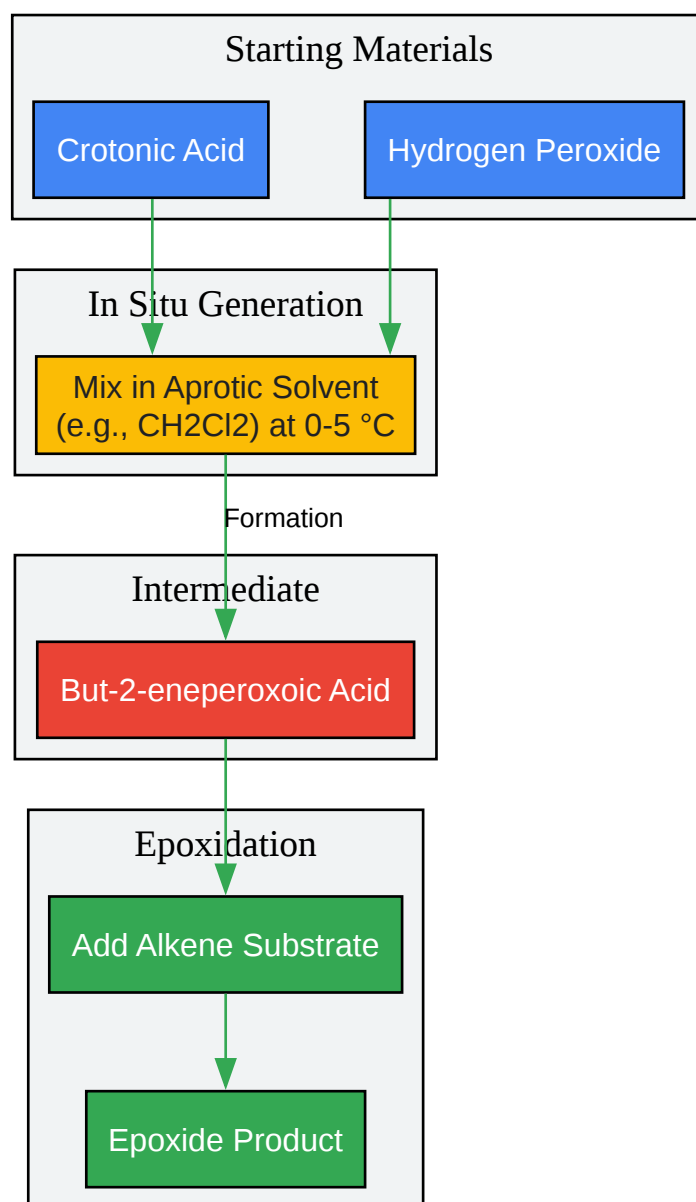 Starting Materials
Crotonic Acid
Hydrogen Peroxide
In Situ Generation
Mix in Aprotic Solvent
(e.g., CH2Cl2) at 0-5 °C
Formation
Intermediate
But-2-eneperoxoic Acid
Epoxidation
Add Alkene Substrate
Epoxide Product